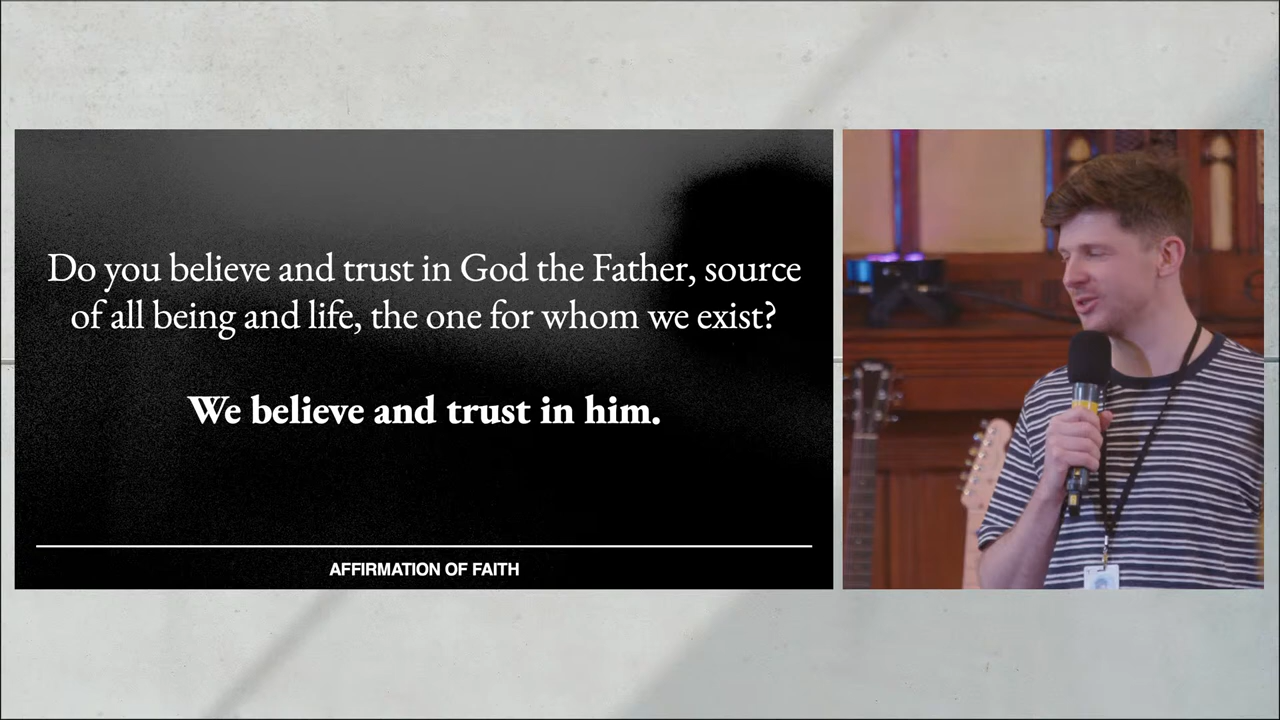 Do you believe and trust in God the Father, source
of all being and life, the one for whom we exist?
We believe and trust in him.
AFFIRMATION OF FAITH